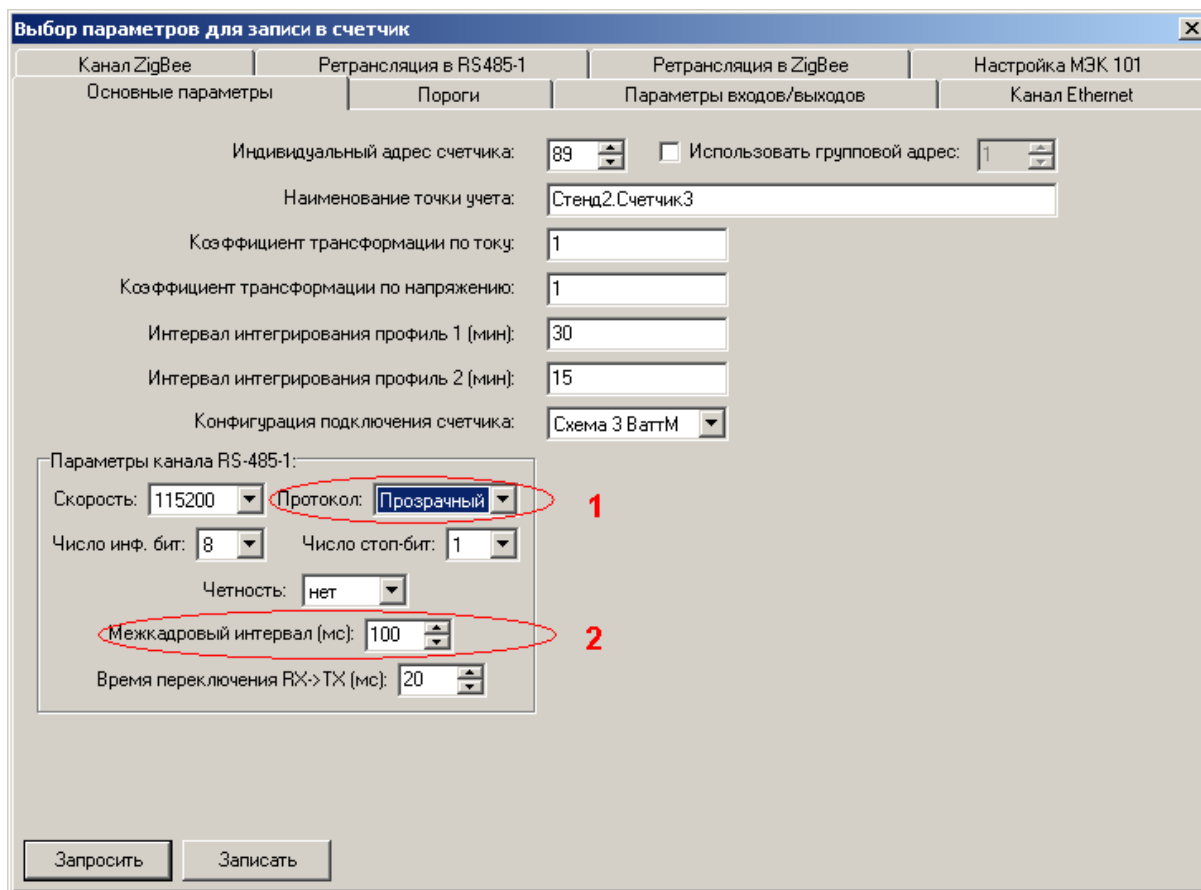 Выбор параметров для записи в счетчик
Канал ZigBee Ретрансляция в RS485-1 Ретрансляция в ZigBee Настройка МЭК 101
Основные параметры Пороги Параметры входов/выходов Канал Ethernet
Индивидуальный адрес счетчика: 89 Использовать групповой адрес: 1
Наименование точки учета: Стенд2.Счетчик3
Коэффициент трансформации по току: 1
Коэффициент трансформации по напряжению: 1
Интервал интегрирования профиль 1 (мин): 30
Интервал интегрирования профиль 2 (мин): 15
Конфигурация подключения счетчика: Схема 3 ВаттМ
Параметры канала RS-485-1:
Скорость: 115200 Протокол: Прозрачный 1
Число инф. бит: 8 Число стоп-бит: 1
Четность: нет
Межкадровый интервал (мс): 100 2
Время переключения RX->TX (мс): 20
Запросить Записать